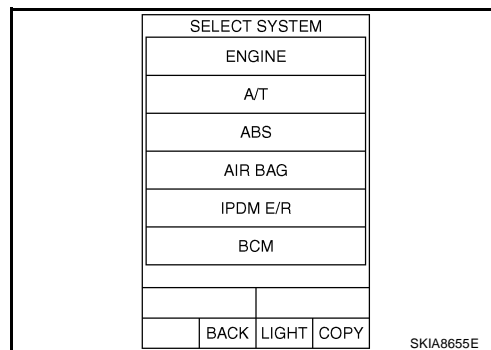 SELECT SYSTEM
ENGINE
A/T
ABS
AIR BAG
IPDM E/R
BCM
BACK LIGHT COPY
SKIA8655E